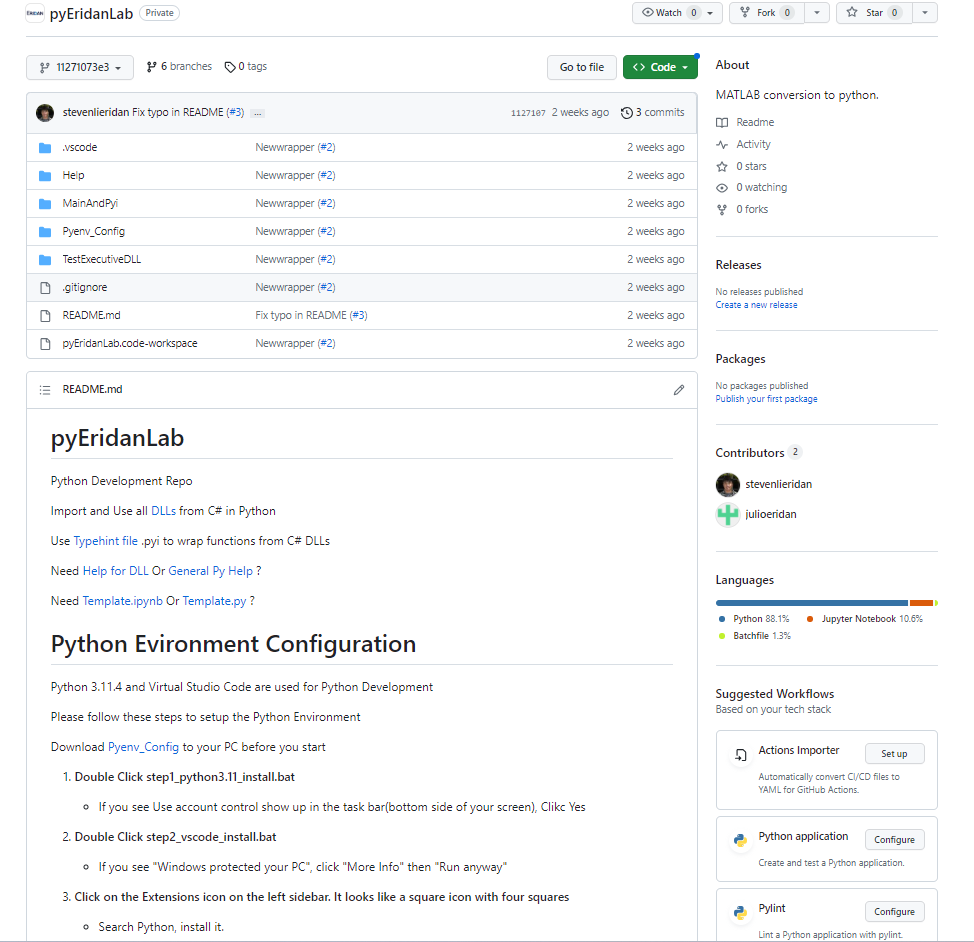 ERIDAN pyEridanLab Private Watch 0 Fork 0 Star 0
11271073e3 6 branches 0 tags Go to file Code
stevenlieridan Fix typo in README (#3) ... 1127107 2 weeks ago 3 commits
.vscode Newwrapper (#2) 2 weeks ago
Help Newwrapper (#2) 2 weeks ago
MainAndPyi Newwrapper (#2) 2 weeks ago
Pyenv_Config Newwrapper (#2) 2 weeks ago
TestExecutiveDLL Newwrapper (#2) 2 weeks ago
.gitignore Newwrapper (#2) 2 weeks ago
README.md Fix typo in README (#3) 2 weeks ago
pyEridanLab.code-workspace Newwrapper (#2) 2 weeks ago
README.md
pyEridanLab
Python Development Repo
Import and Use all DLLs from C# in Python
Use Typehint file .pyi to wrap functions from C# DLLs
Need Help for DLL Or General Py Help ?
Need Template.ipynb Or Template.py ?
Python Evironment Configuration
Python 3.11.4 and Virtual Studio Code are used for Python Development
Please follow these steps to setup the Python Environment
Download Pyenv_Config to your PC before you start
1. Double Click step1_python3.11_install.bat
If you see Use account control show up in the task bar(bottom side of your screen), Clikc Yes
2. Double Click step2_vscode_install.bat
If you see "Windows protected your PC", click "More Info" then "Run anyway"
3. Click on the Extensions icon on the left sidebar. It looks like a square icon with four squares
Search Python, install it.
About
MATLAB conversion to python.
Readme
Activity
0 stars
0 watching
0 forks
Releases
No releases published
Create a new release
Packages
No packages published
Publish your first package
Contributors 2
stevenlieridan
julioeridan
Languages
Python 88.1% Jupyter Notebook 10.6%
Batchfile 1.3%
Suggested Workflows
Based on your tech stack
Actions Importer Set up
Automatically convert CI/CD files to
YAML for GitHub Actions.
Python application Configure
Create and test a Python application.
Pylint Configure
Lint a Python application with pylint.